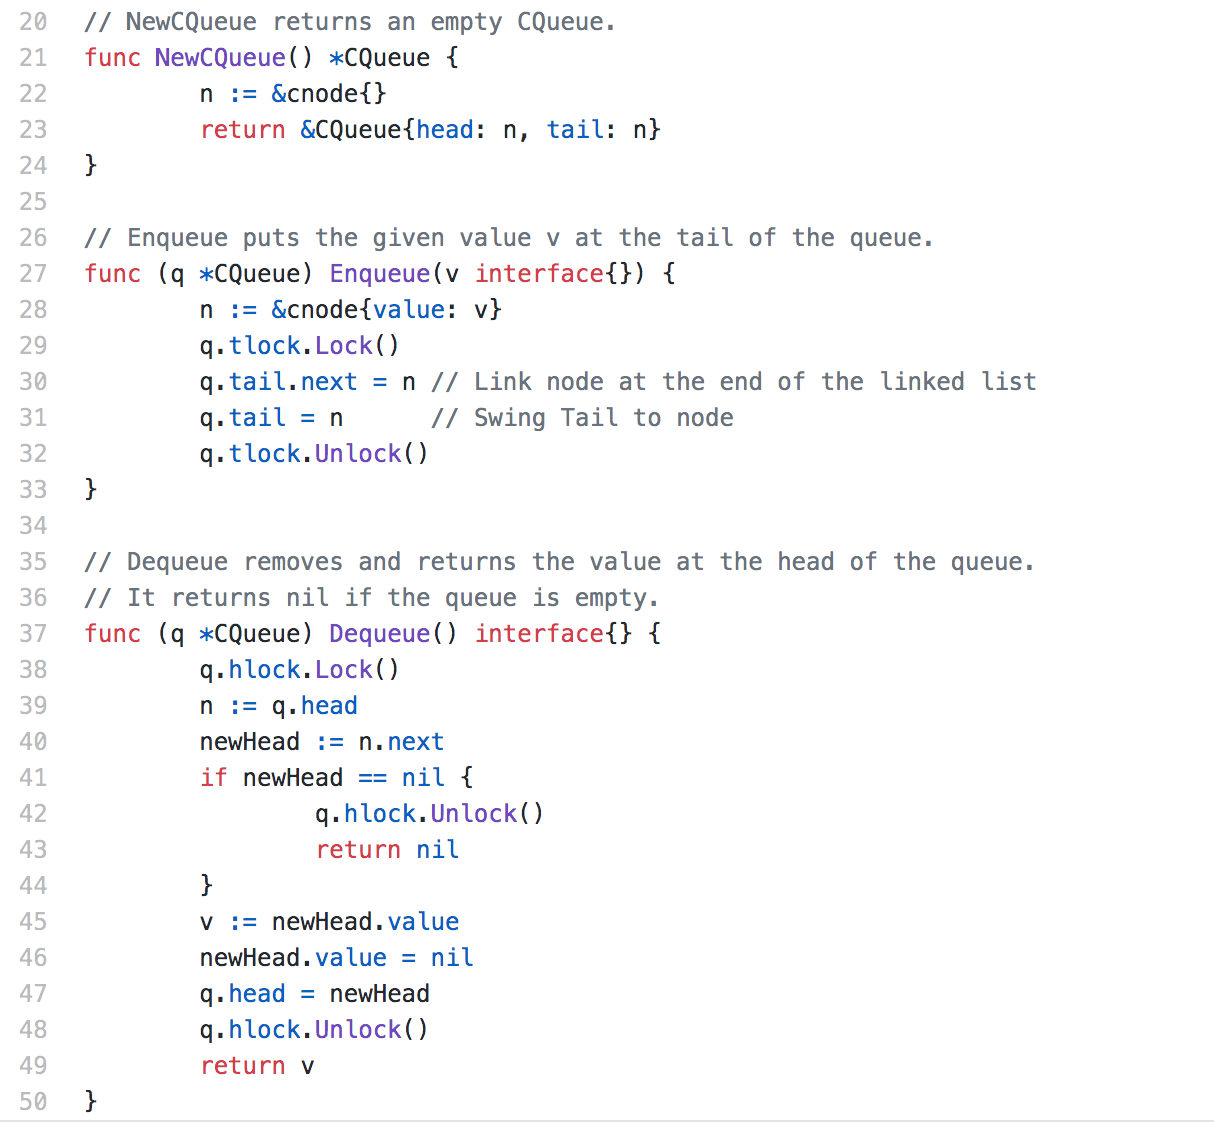 20 // NewCQueue returns an empty CQueue.
21 func NewCQueue() *CQueue {
22         n := &cnode{}
23         return &CQueue{head: n, tail: n}
24 }
25
26 // Enqueue puts the given value v at the tail of the queue.
27 func (q *CQueue) Enqueue(v interface{}) {
28         n := &cnode{value: v}
29         q.tlock.Lock()
30         q.tail.next = n // Link node at the end of the linked list
31         q.tail = n      // Swing Tail to node
32         q.tlock.Unlock()
33 }
34
35 // Dequeue removes and returns the value at the head of the queue.
36 // It returns nil if the queue is empty.
37 func (q *CQueue) Dequeue() interface{} {
38         q.hlock.Lock()
39         n := q.head
40         newHead := n.next
41         if newHead == nil {
42                 q.hlock.Unlock()
43                 return nil
44         }
45         v := newHead.value
46         newHead.value = nil
47         q.head = newHead
48         q.hlock.Unlock()
49         return v
50 }